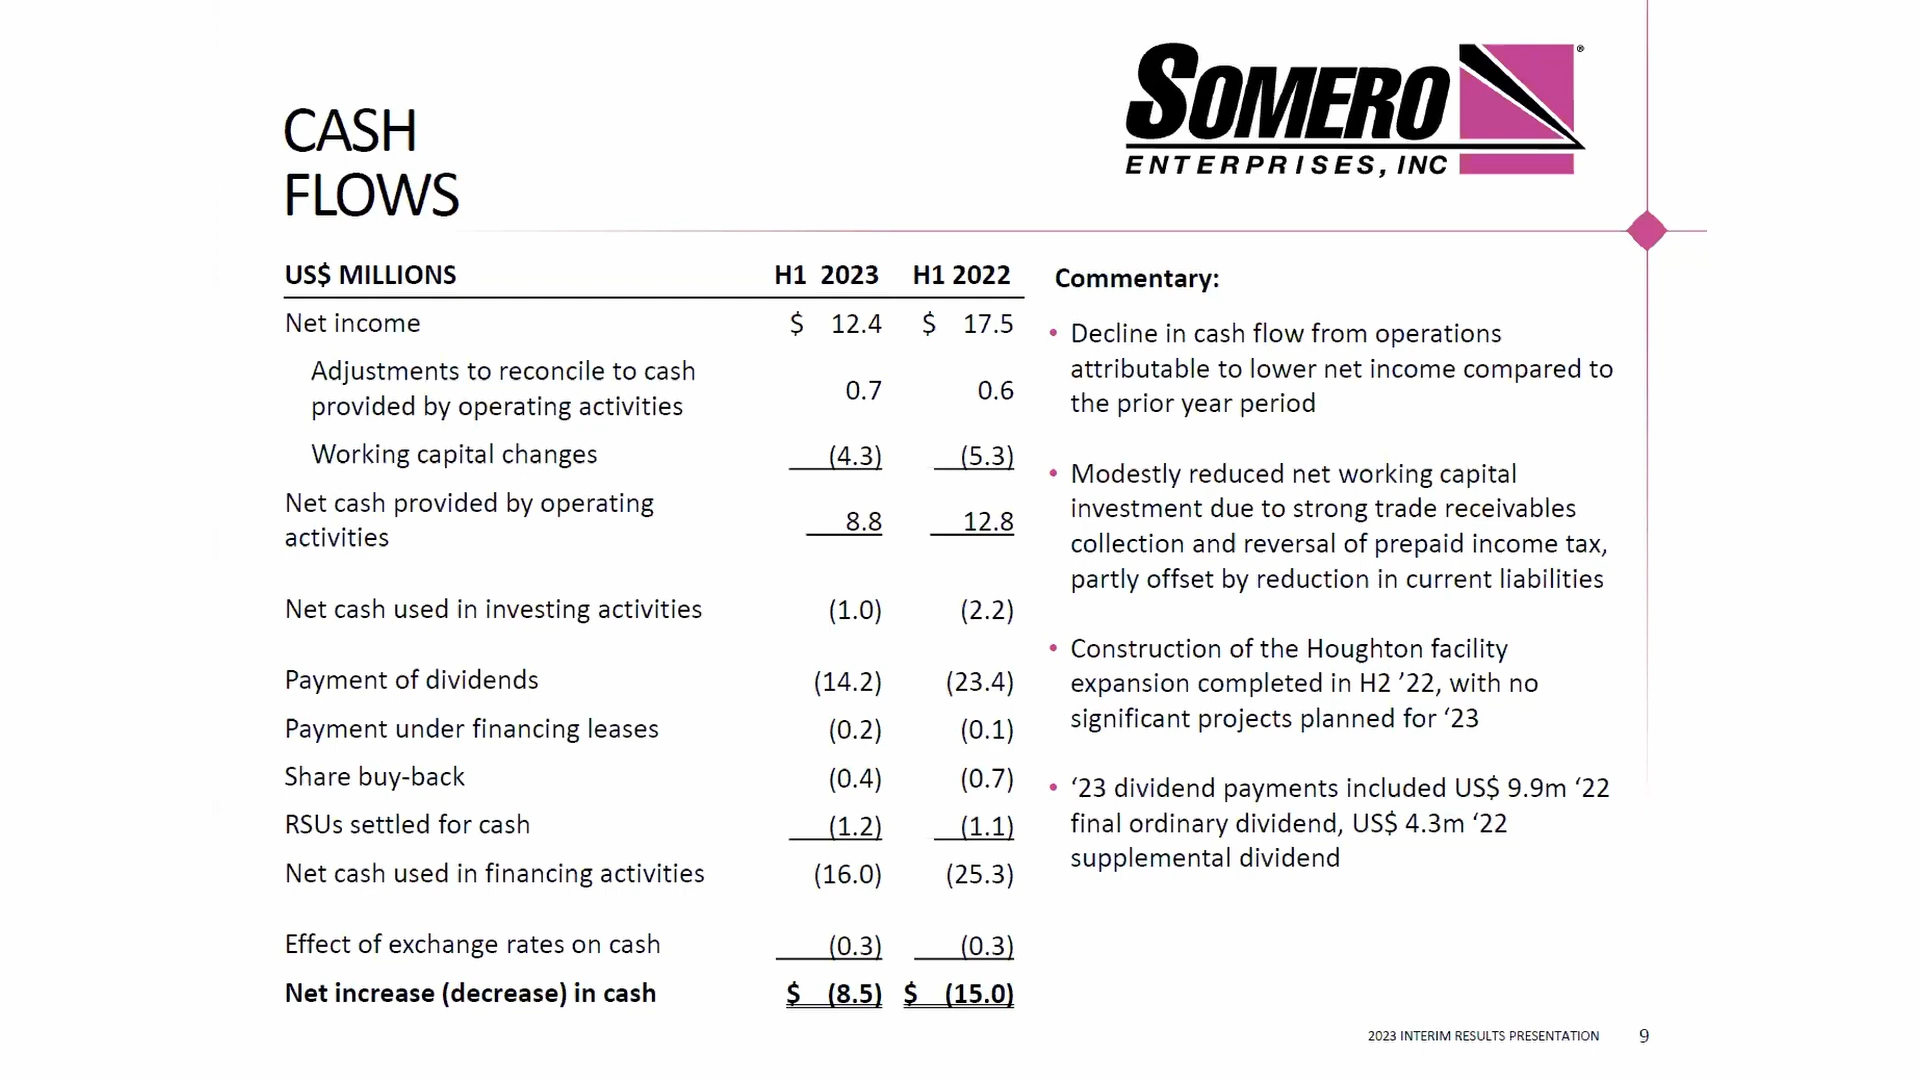 SOMERO
ENTERPRISES, INC
®
CASH
FLOWS
US$ MILLIONS H1 2023 H1 2022
Net income $ 12.4 $ 17.5
Adjustments to reconcile to cash
provided by operating activities 0.7 0.6
Working capital changes (4.3) (5.3)
Net cash provided by operating
activities 8.8 12.8
Net cash used in investing activities (1.0) (2.2)
Payment of dividends (14.2) (23.4)
Payment under financing leases (0.2) (0.1)
Share buy-back (0.4) (0.7)
RSUs settled for cash (1.2) (1.1)
Net cash used in financing activities (16.0) (25.3)
Effect of exchange rates on cash (0.3) (0.3)
Net increase (decrease) in cash $ (8.5) $ (15.0)
Commentary:
• Decline in cash flow from operations
attributable to lower net income compared to
the prior year period
• Modestly reduced net working capital
investment due to strong trade receivables
collection and reversal of prepaid income tax,
partly offset by reduction in current liabilities
• Construction of the Houghton facility
expansion completed in H2 ’22, with no
significant projects planned for ‘23
• ‘23 dividend payments included US$ 9.9m ‘22
final ordinary dividend, US$ 4.3m ‘22
supplemental dividend
2023 INTERIM RESULTS PRESENTATION 9